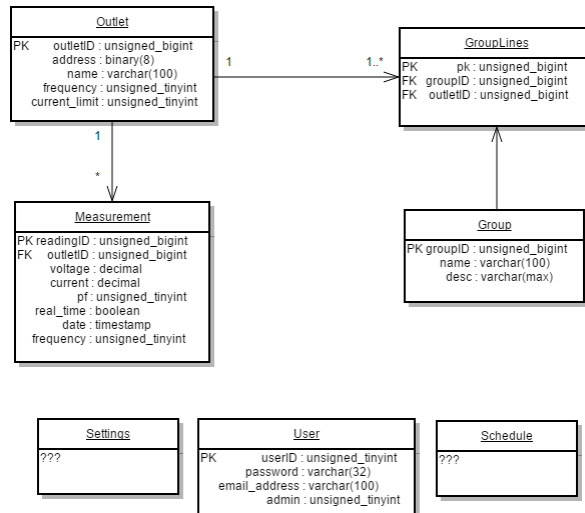 Outlet
PK outletID : unsigned_bigint
address : binary(8)
name : varchar(100)
frequency : unsigned_tinyint
current_limit : unsigned_tinyint
1
1..*
GroupLines
PK pk : unsigned_bigint
FK groupID : unsigned_bigint
FK outletID : unsigned_bigint
1
*
Measurement
PK readingID : unsigned_bigint
FK outletID : unsigned_bigint
voltage : decimal
current : decimal
pf : unsigned_tinyint
real_time : boolean
date : timestamp
frequency : unsigned_tinyint
Group
PK groupID : unsigned_bigint
name : varchar(100)
desc : varchar(max)
Settings
???
User
PK userID : unsigned_tinyint
password : varchar(32)
email_address : varchar(100)
admin : unsigned_tinyint
Schedule
???